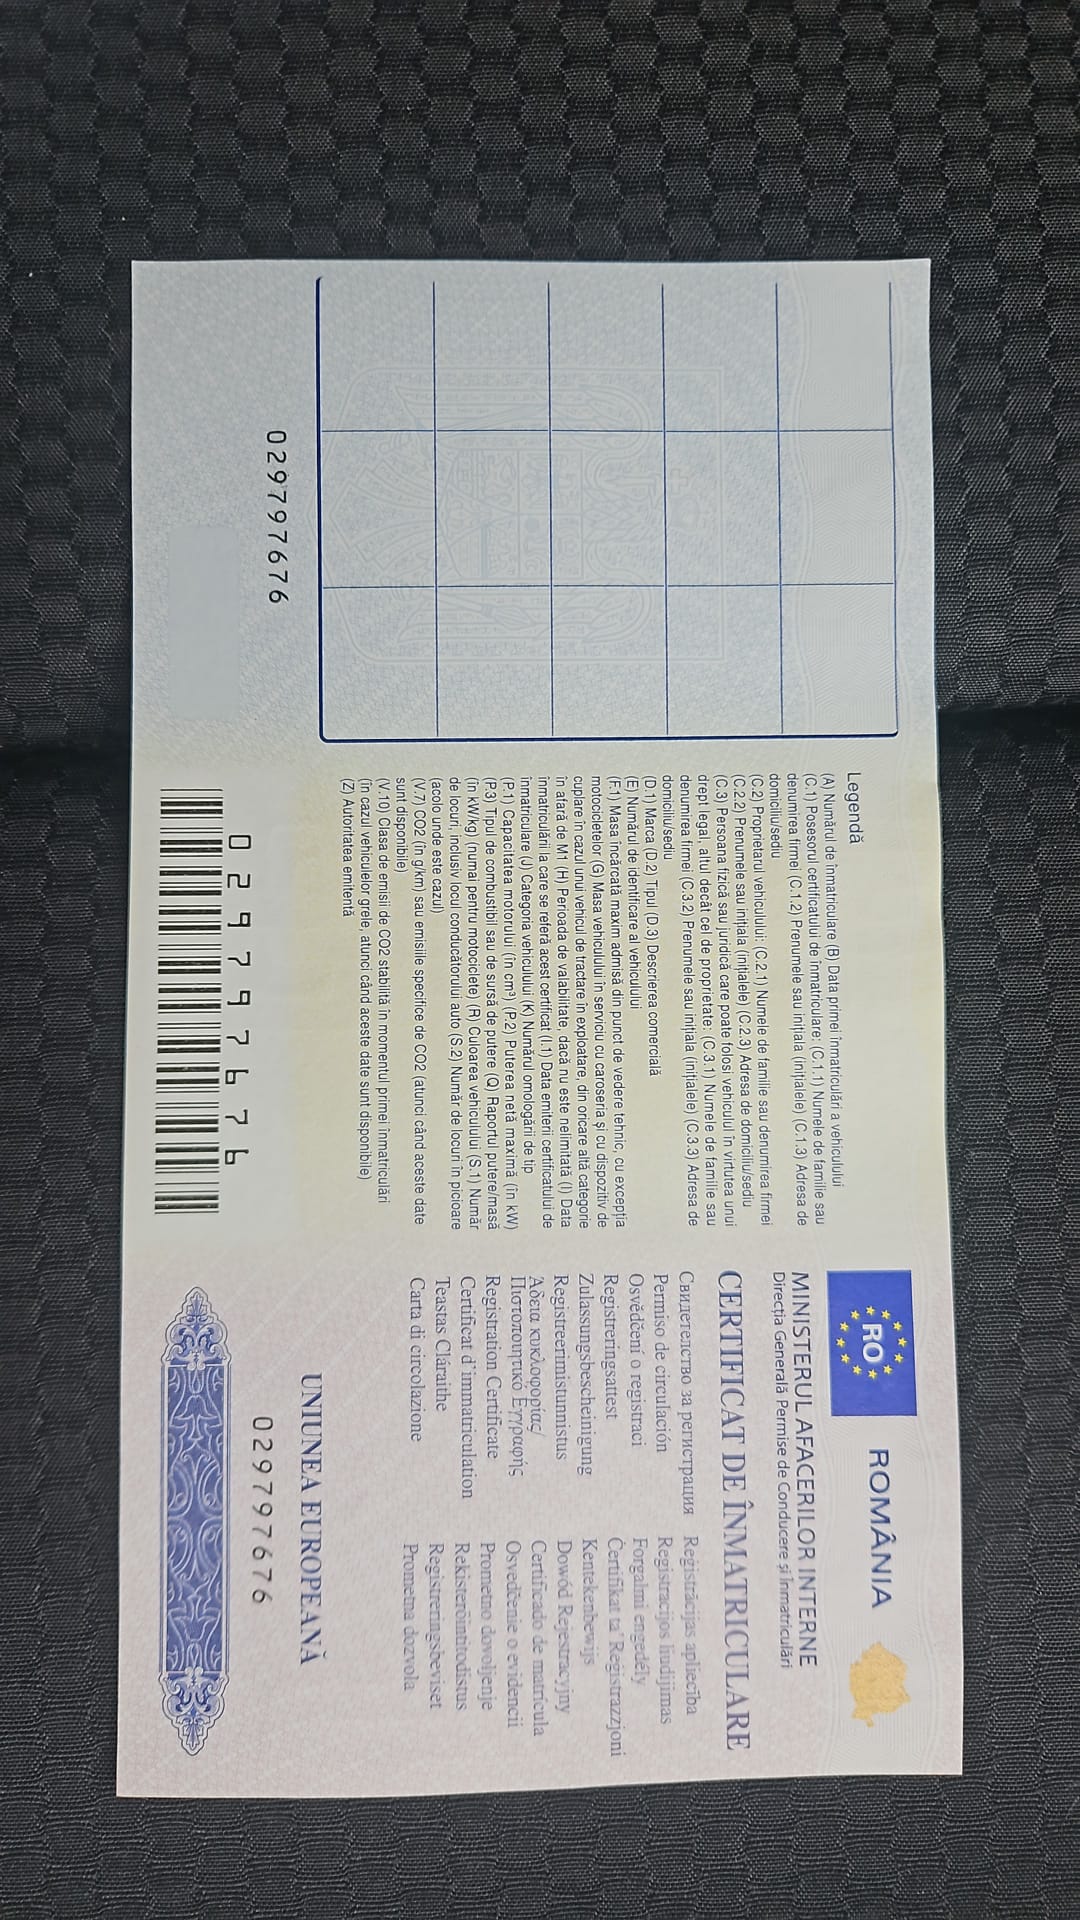 029797676
Legendă
(A) Numărul de înmatriculare (B) Data primei înmatriculări a vehiculului
(C.1) Posesorul certificatului de înmatriculare: (C.1.1) Numele de familie sau
denumirea firmei (C.1.2) Prenumele sau inițiala (inițialele) (C.1.3) Adresa de
domiciliu/sediu
(C.2) Proprietarul vehiculului: (C.2.1) Numele de familie sau denumirea firmei
(C.2.2) Prenumele sau inițiala (inițialele) (C.2.3) Adresa de domiciliu/sediu
(C.3) Persoana fizică sau juridică care poate folosi vehiculul în virtutea unui
drept legal, altul decât cel de proprietate: (C.3.1) Numele de familie sau
denumirea firmei (C.3.2) Prenumele sau inițiala (inițialele) (C.3.3) Adresa de
domiciliu/sediu
(D.1) Marca (D.2) Tipul (D.3) Descrierea comercială
(E) Numărul de identificare al vehiculului
(F.1) Masa încărcată maxim admisă din punct de vedere tehnic, cu excepția
motocicletelor (G) Masa vehiculului în serviciu cu caroseria și cu dispozitiv de
cuplare în cazul unui vehicul de tractare în exploatare, din oricare altă categorie
în afară de M1 (H) Perioada de valabilitate, dacă nu este nelimitată (I) Data
înmatriculării la care se referă acest certificat (I.1) Data emiterii certificatului de
înmatriculare (J) Categoria vehiculului (K) Numărul omologării de tip
(P.1) Capacitatea motorului (în cm³) (P.2) Puterea netă maximă (în kW)
(P.3) Tipul de combustibil sau de sursă de putere (Q) Raportul putere/masă
(în kW/kg) (numai pentru motociclete) (R) Culoarea vehiculului (S.1) Număr
de locuri, inclusiv locul conducătorului auto (S.2) Număr de locuri în picioare
(acolo unde este cazul)
(V.7) CO2 (în g/km) sau emisiile specifice de CO2 (atunci când aceste date
sunt disponibile)
(V.10) Clasa de emisii de CO2 stabilită în momentul primei înmatriculări
(în cazul vehiculelor grele, atunci când aceste date sunt disponibile)
(Z) Autoritatea emitentă
029797676
RO
ROMÂNIA
MINISTERUL AFACERILOR INTERNE
Direcția Generală Permise de Conducere și Înmatriculări
CERTIFICAT DE ÎNMATRICULARE
Свидетелство за регистрация
Permiso de circulación
Osvědčení o registraci
Registreringsattest
Zulassungsbescheinigung
Registreerimistunnistus
Άδεια κυκλοφορίας/
Πιστοποιητικό Εγγραφής
Registration Certificate
Certificat d'immatriculation
Teastas Cláraithe
Carta di circolazione
Reģistrācijas apliecība
Registracijos liudijimas
Forgalmi engedély
Ċertifikat ta' Reġistrazzjoni
Kentekenbewijs
Dowód Rejestracyjny
Certificado de matrícula
Osvedčenie o evidencii
Prometno dovoljenje
Rekisteröintitodistus
Registreringsbeviset
Prometna dozvola
UNIUNEA EUROPEANĂ
029797676